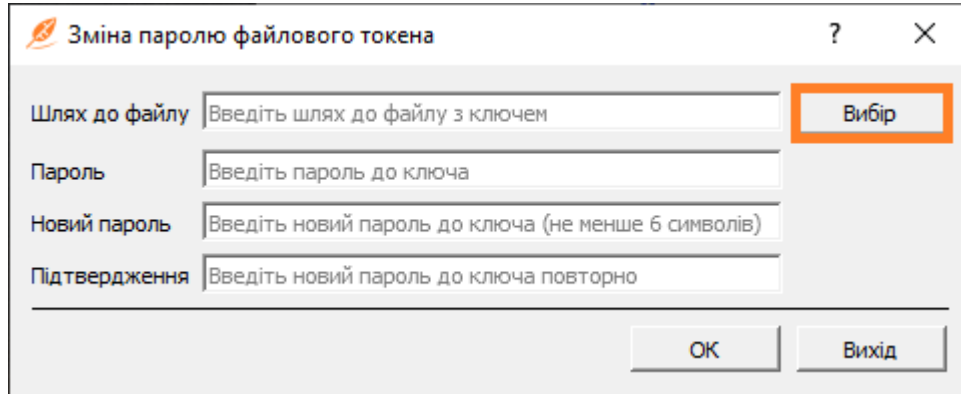 Зміна паролю файлового токена ?
Шлях до файлу Введіть шлях до файлу з ключем Вибір
Пароль Введіть пароль до ключа
Новий пароль Введіть новий пароль до ключа (не менше 6 символів)
Підтвердження Введіть новий пароль до ключа повторно
ОК Вихід